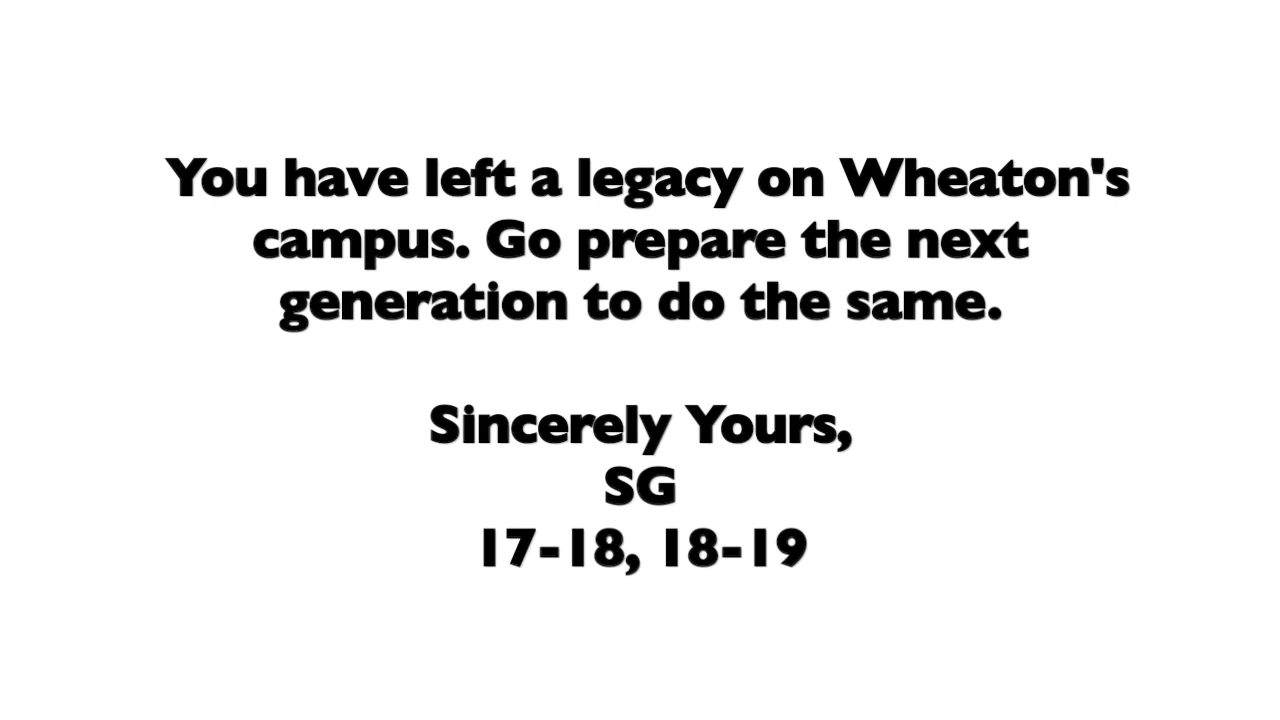 You have left a legacy on Wheaton's
campus. Go prepare the next
generation to do the same.
Sincerely Yours,
SG
17-18, 18-19